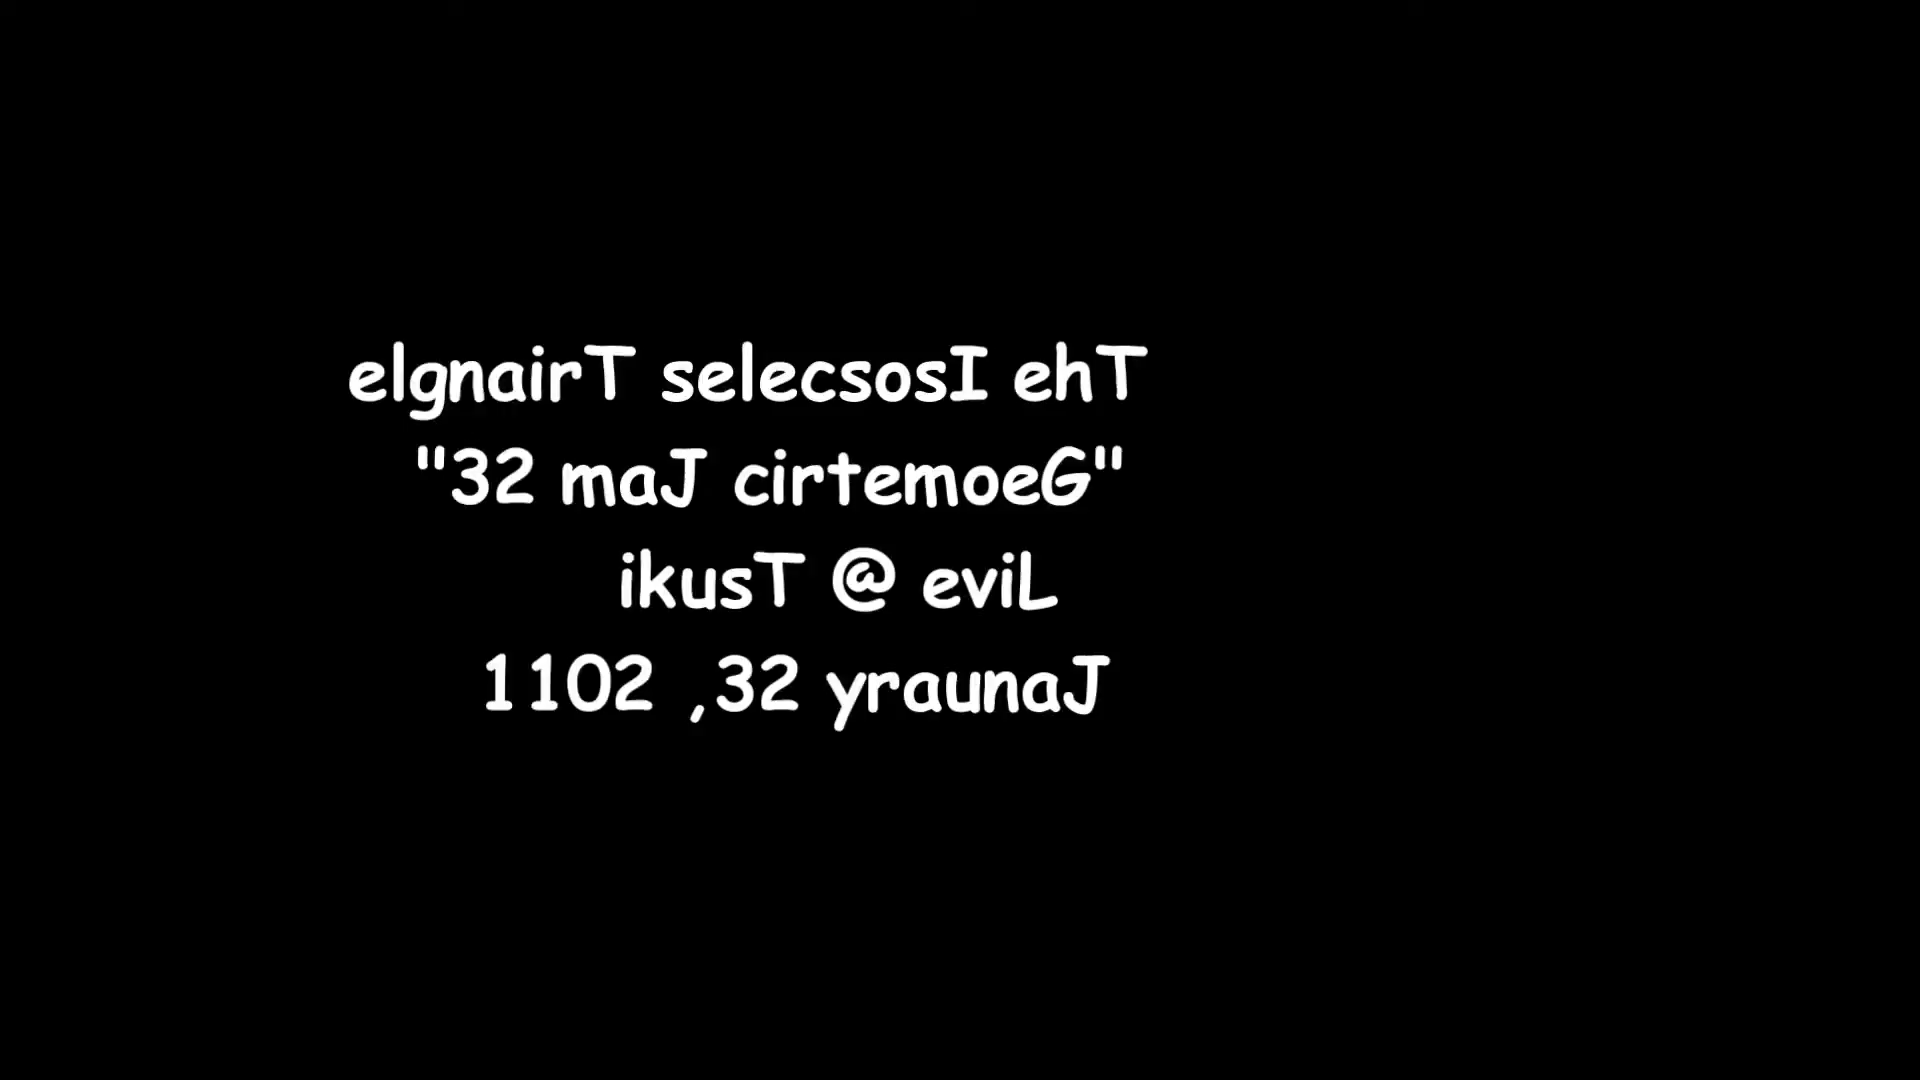 elgnairT selecsosI ehT
"32 maJ cirtemoeG"
ikusT @ eviL
1102 ,32 yraunaJ